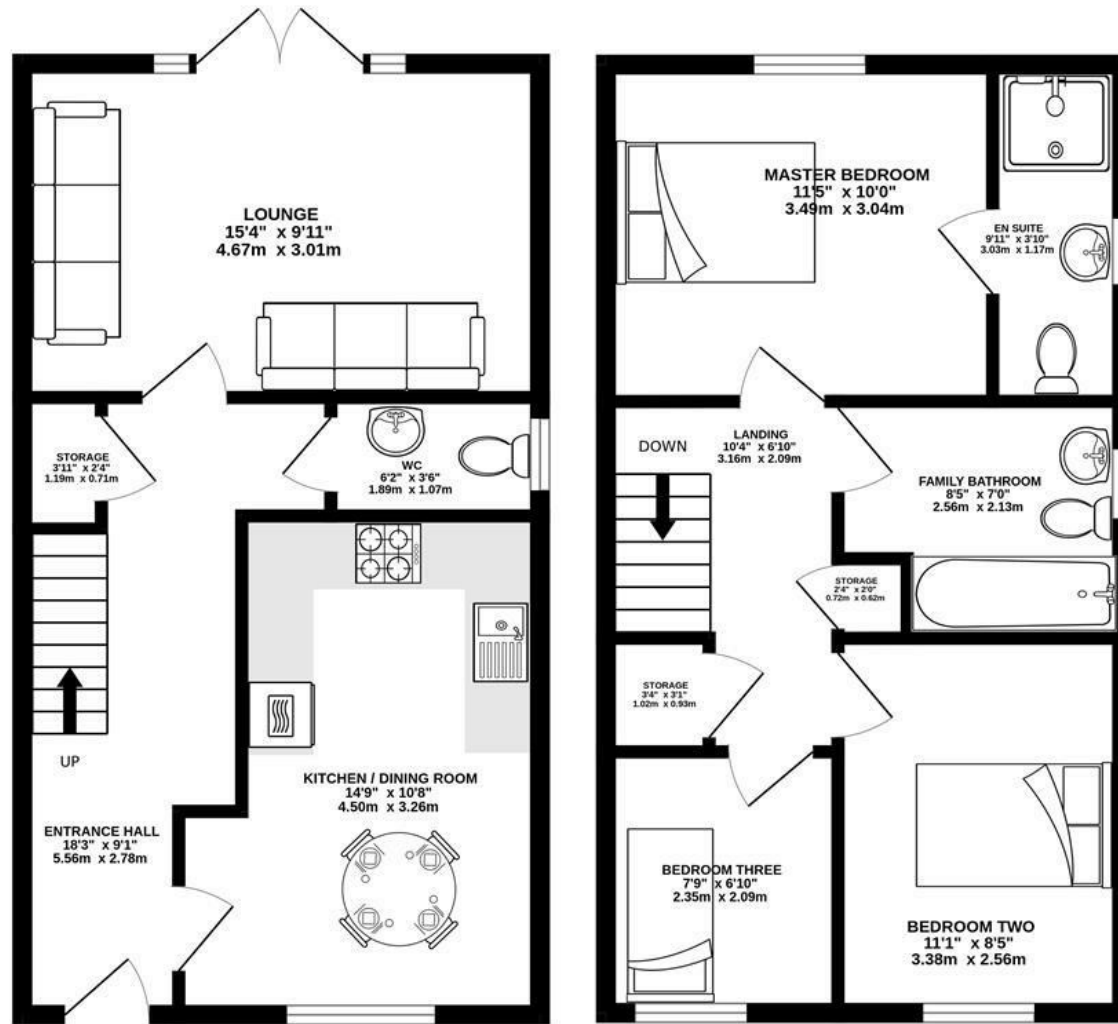 LOUNGE
15'4" x 9'11"
4.67m x 3.01m
STORAGE
3'11" x 2'4"
1.19m x 0.71m
WC
6'2" x 3'6"
1.89m x 1.07m
UP
KITCHEN / DINING ROOM
14'9" x 10'8"
4.50m x 3.26m
ENTRANCE HALL
18'3" x 9'1"
5.56m x 2.78m
MASTER BEDROOM
11'5" x 10'0"
3.49m x 3.04m
EN SUITE
9'11" x 3'10"
3.03m x 1.17m
DOWN
LANDING
10'4" x 6'10"
3.16m x 2.09m
FAMILY BATHROOM
8'5" x 7'0"
2.56m x 2.13m
STORAGE
2'4" x 2'0"
0.72m x 0.62m
STORAGE
3'4" x 3'1"
1.02m x 0.93m
BEDROOM THREE
7'9" x 6'10"
2.35m x 2.09m
BEDROOM TWO
11'1" x 8'5"
3.38m x 2.56m